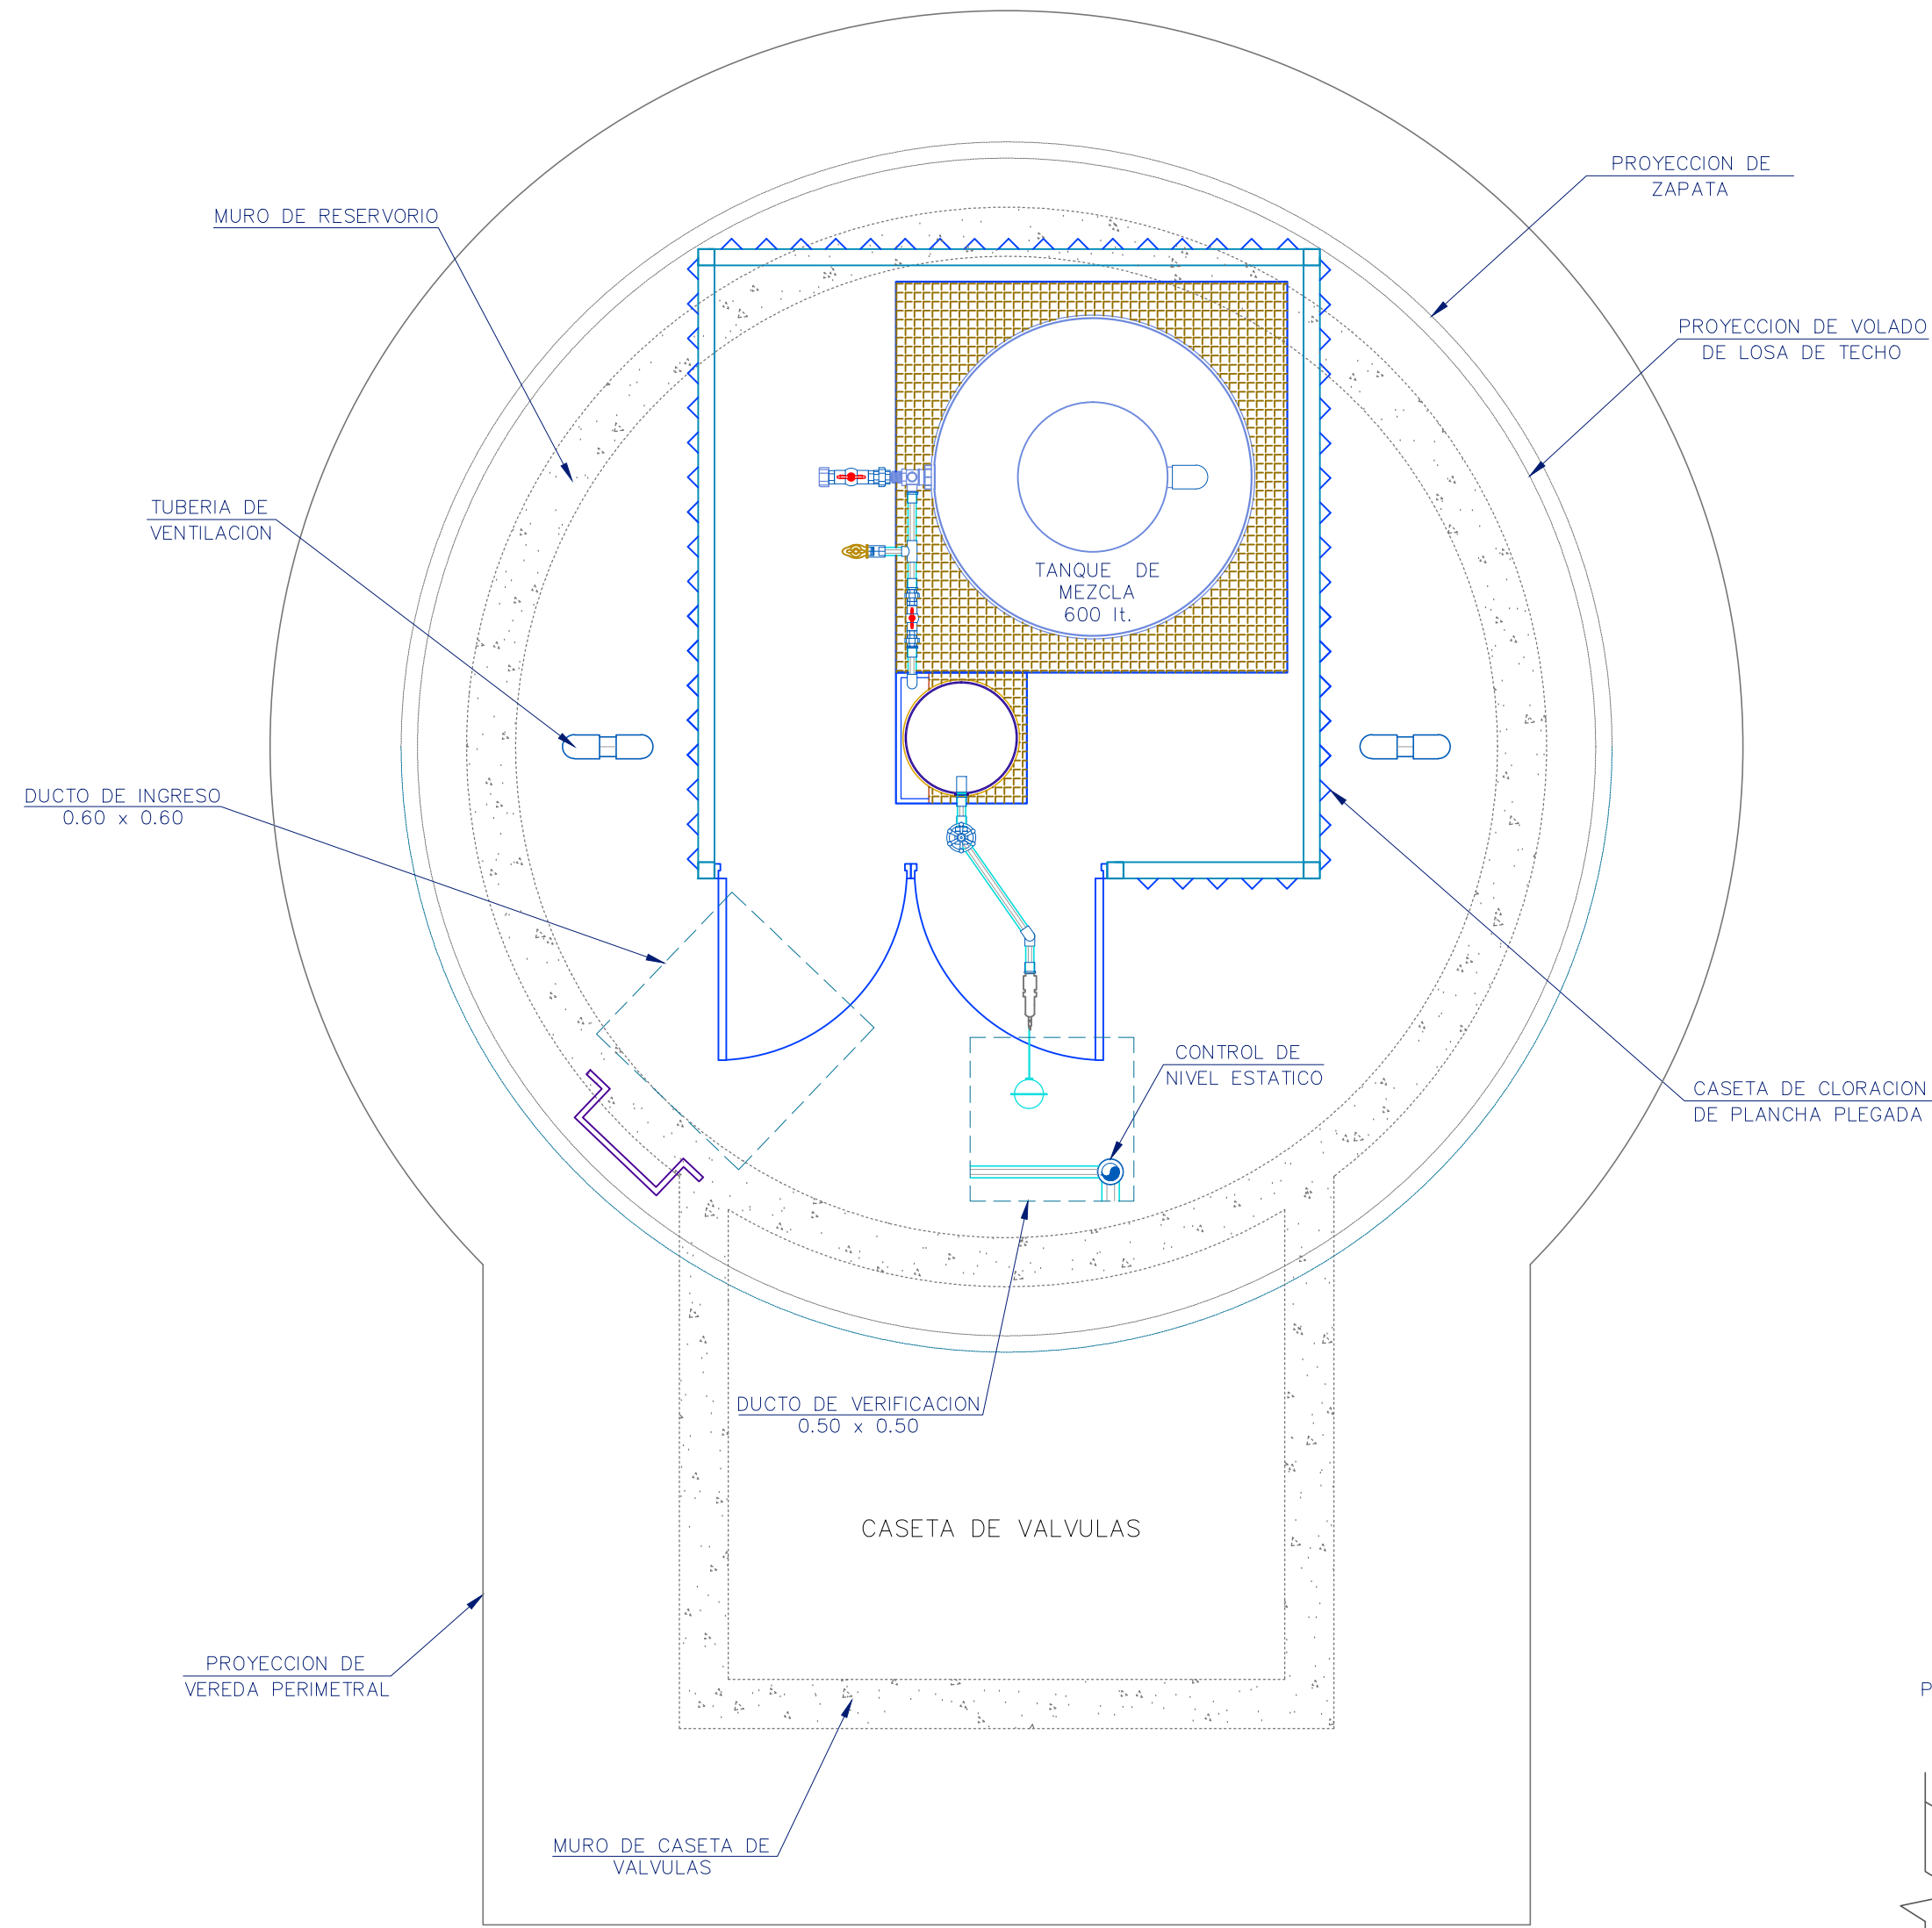 PROYECCION DE
ZAPATA
MURO DE RESERVORIO
PROYECCION DE VOLADO
DE LOSA DE TECHO
TUBERIA DE
VENTILACION
TANQUE DE
MEZCLA
600 lt.
DUCTO DE INGRESO
0.60 x 0.60
CONTROL DE
NIVEL ESTATICO
CASETA DE CLORACION
DE PLANCHA PLEGADA
DUCTO DE VERIFICACION
0.50 x 0.50
CASETA DE VALVULAS
PROYECCION DE
VEREDA PERIMETRAL
P
MURO DE CASETA DE
VALVULAS